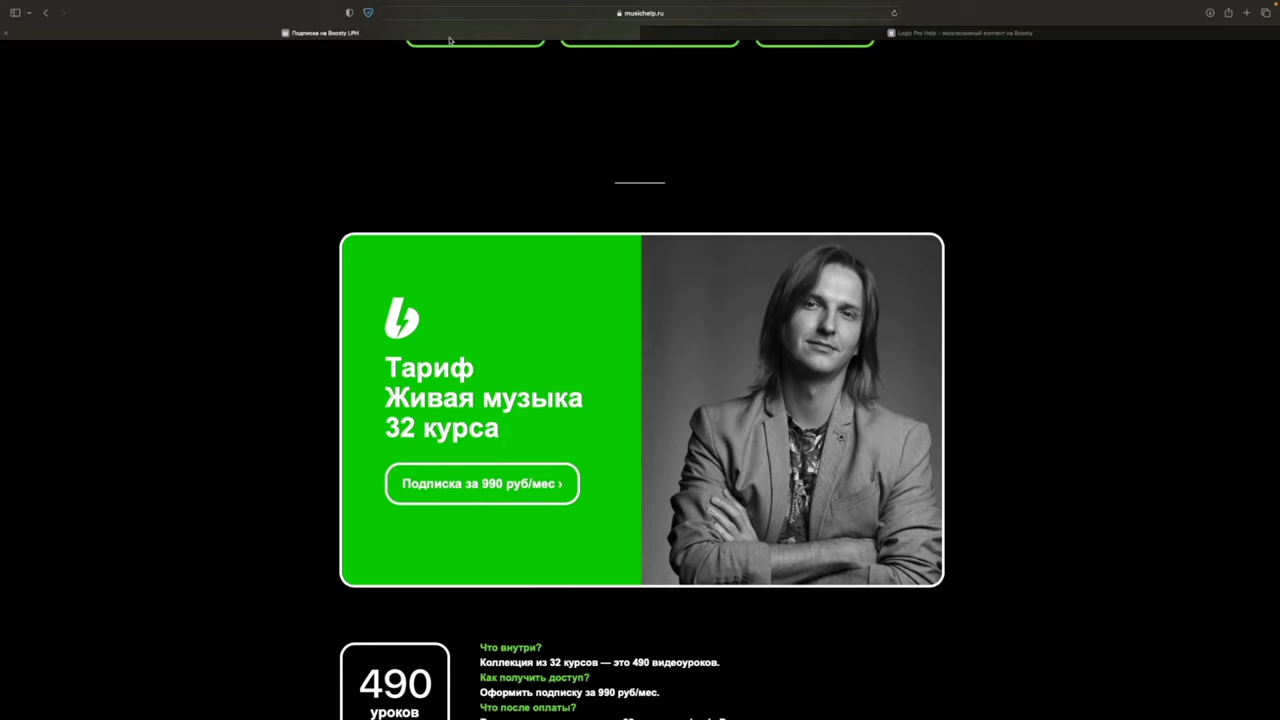 musichelp.ru
Подписка на Boosty LPH
Logic Pro Help - эксклюзивный контент на Boosty
Тариф
Живая музыка
32 курса
Подписка за 990 руб/мес ›
490
уроков
Что внутри?
Коллекция из 32 курсов — это 490 видеоуроков.
Как получить доступ?
Оформить подписку за 990 руб/мес.
Что после оплаты?